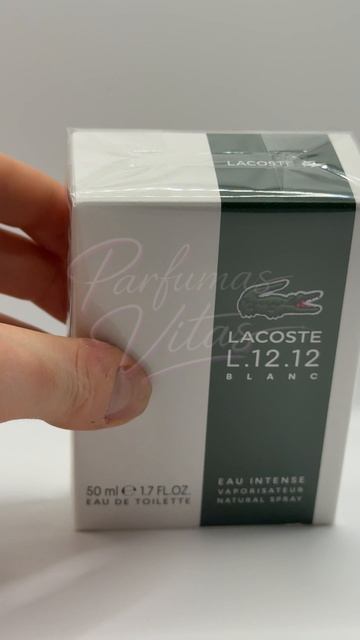 LACOSTE
Parfumas
Vitas
LACOSTE
L.12.12
BLANC
50 ml ℮ 1.7 FL.OZ.
EAU DE TOILETTE
EAU INTENSE
VAPORISATEUR
NATURAL SPRAY